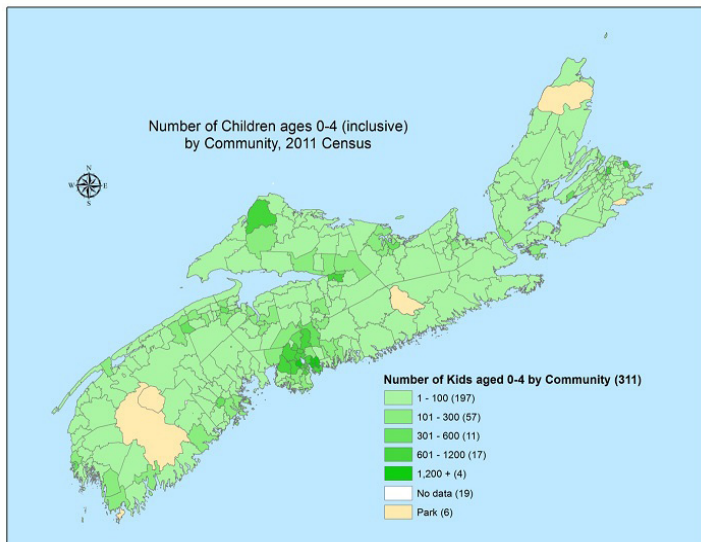 Number of Children ages 0-4 (inclusive)
by Community, 2011 Census
N
W E
S
Number of Kids aged 0-4 by Community (311)
1 - 100 (197)
101 - 300 (57)
301 - 600 (11)
601 - 1200 (17)
1,200 + (4)
No data (19)
Park (6)